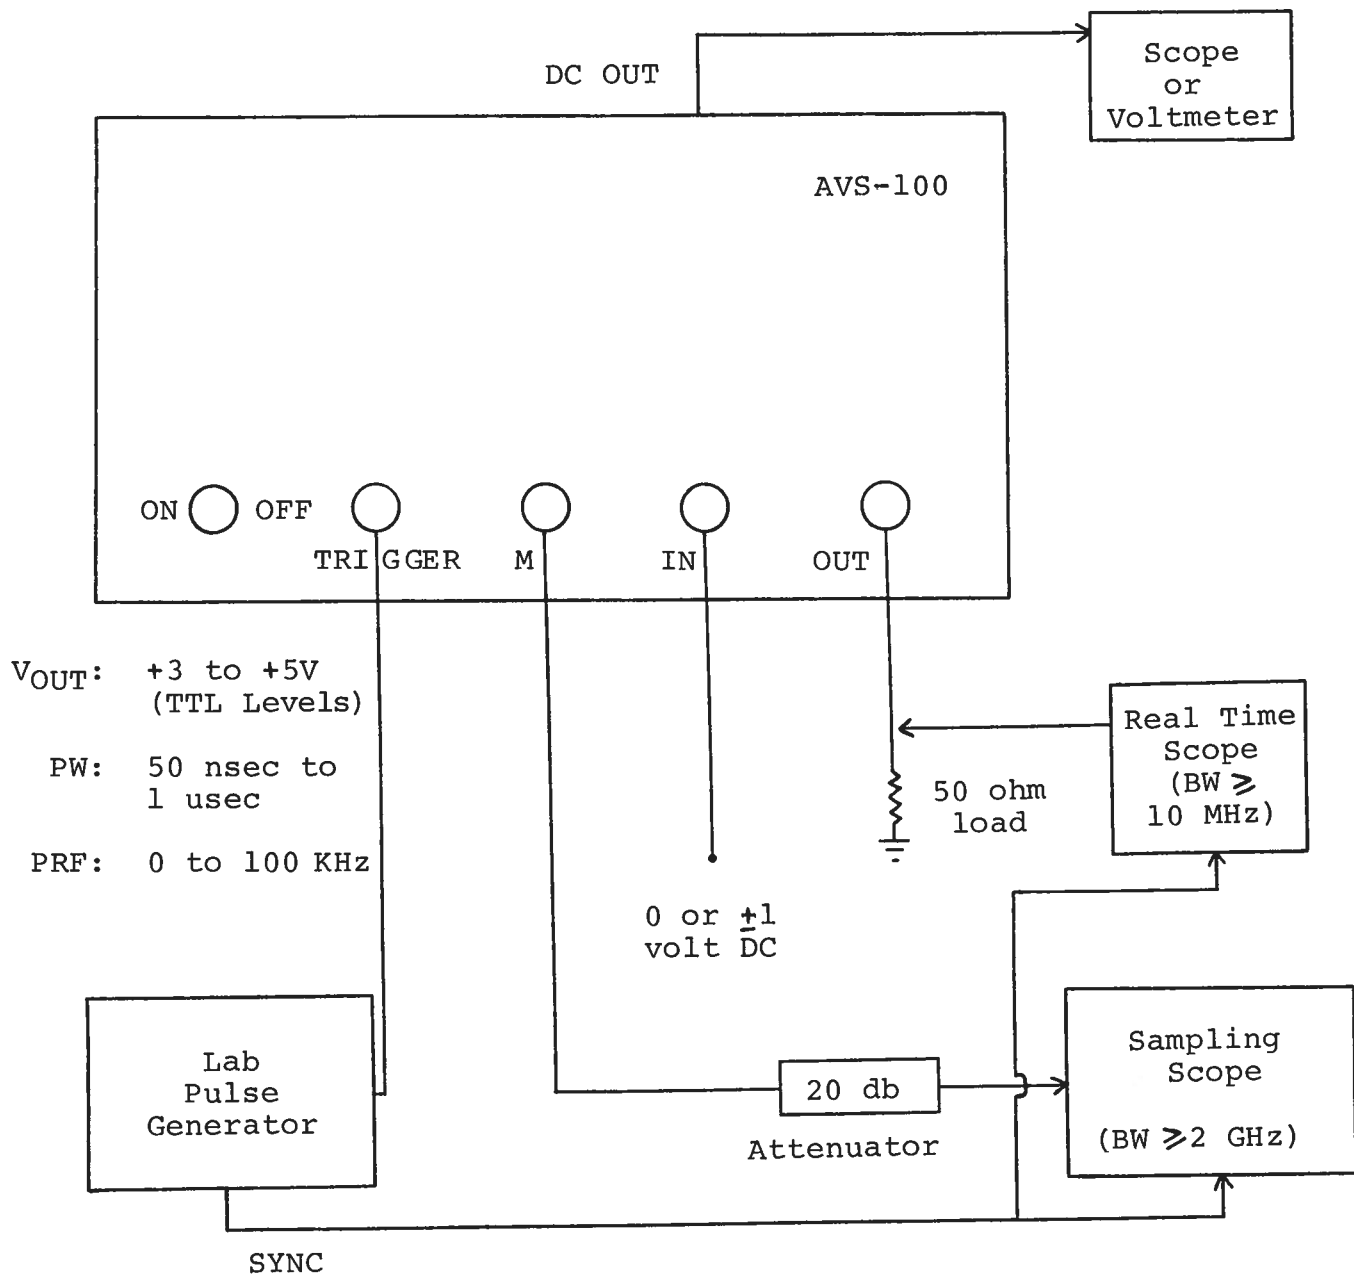 DC OUT
Scope
or
Voltmeter
AVS-100
ON OFF
TRIGGER
M
IN
OUT
VOUT: +3 to +5V
(TTL Levels)
PW: 50 nsec to
1 usec
PRF: 0 to 100 KHz
0 or ±1
volt DC
50 ohm
load
Real Time
Scope
(BW ⩾
10 MHz)
Lab
Pulse
Generator
20 db
Attenuator
Sampling
Scope
(BW ⩾2 GHz)
SYNC